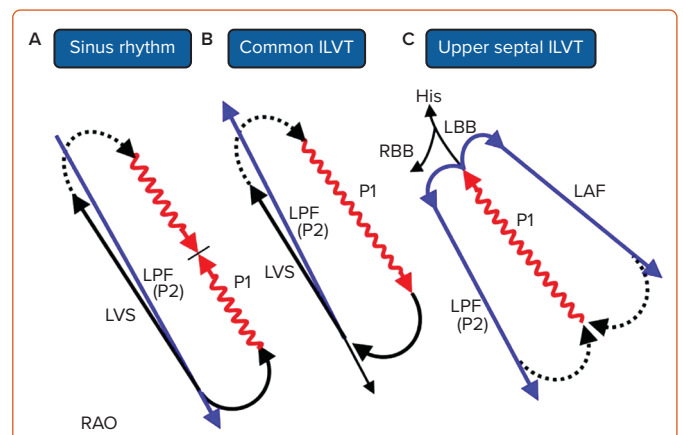 A Sinus rhythm B Common ILVT C Upper septal ILVT
His
LBB
RBB
LAF
P1
P1
LPF
(P2)
LVS
LPF
(P2)
P1
LVS
LPF
(P2)
RAO